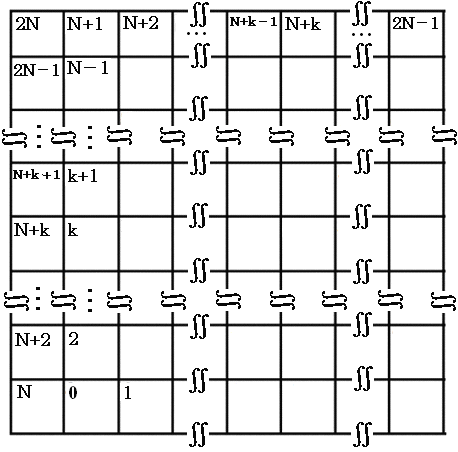 2N N+1 N+2 ... N+k-1 N+k ... 2N-1
2N-1 N-1
⋮ ⋮
N+k+1 k+1
N+k k
⋮ ⋮
N+2 2
N 0 1